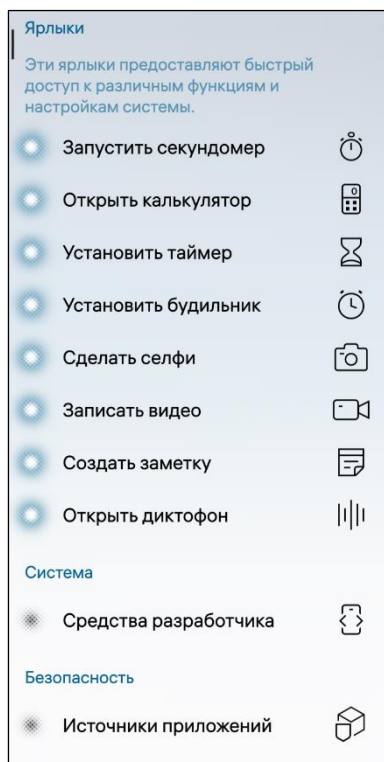 Ярлыки
Эти ярлыки предоставляют быстрый
доступ к различным функциям и
настройкам системы.
Запустить секундомер
Открыть калькулятор
Установить таймер
Установить будильник
Сделать селфи
Записать видео
Создать заметку
Открыть диктофон
Система
Средства разработчика
Безопасность
Источники приложений